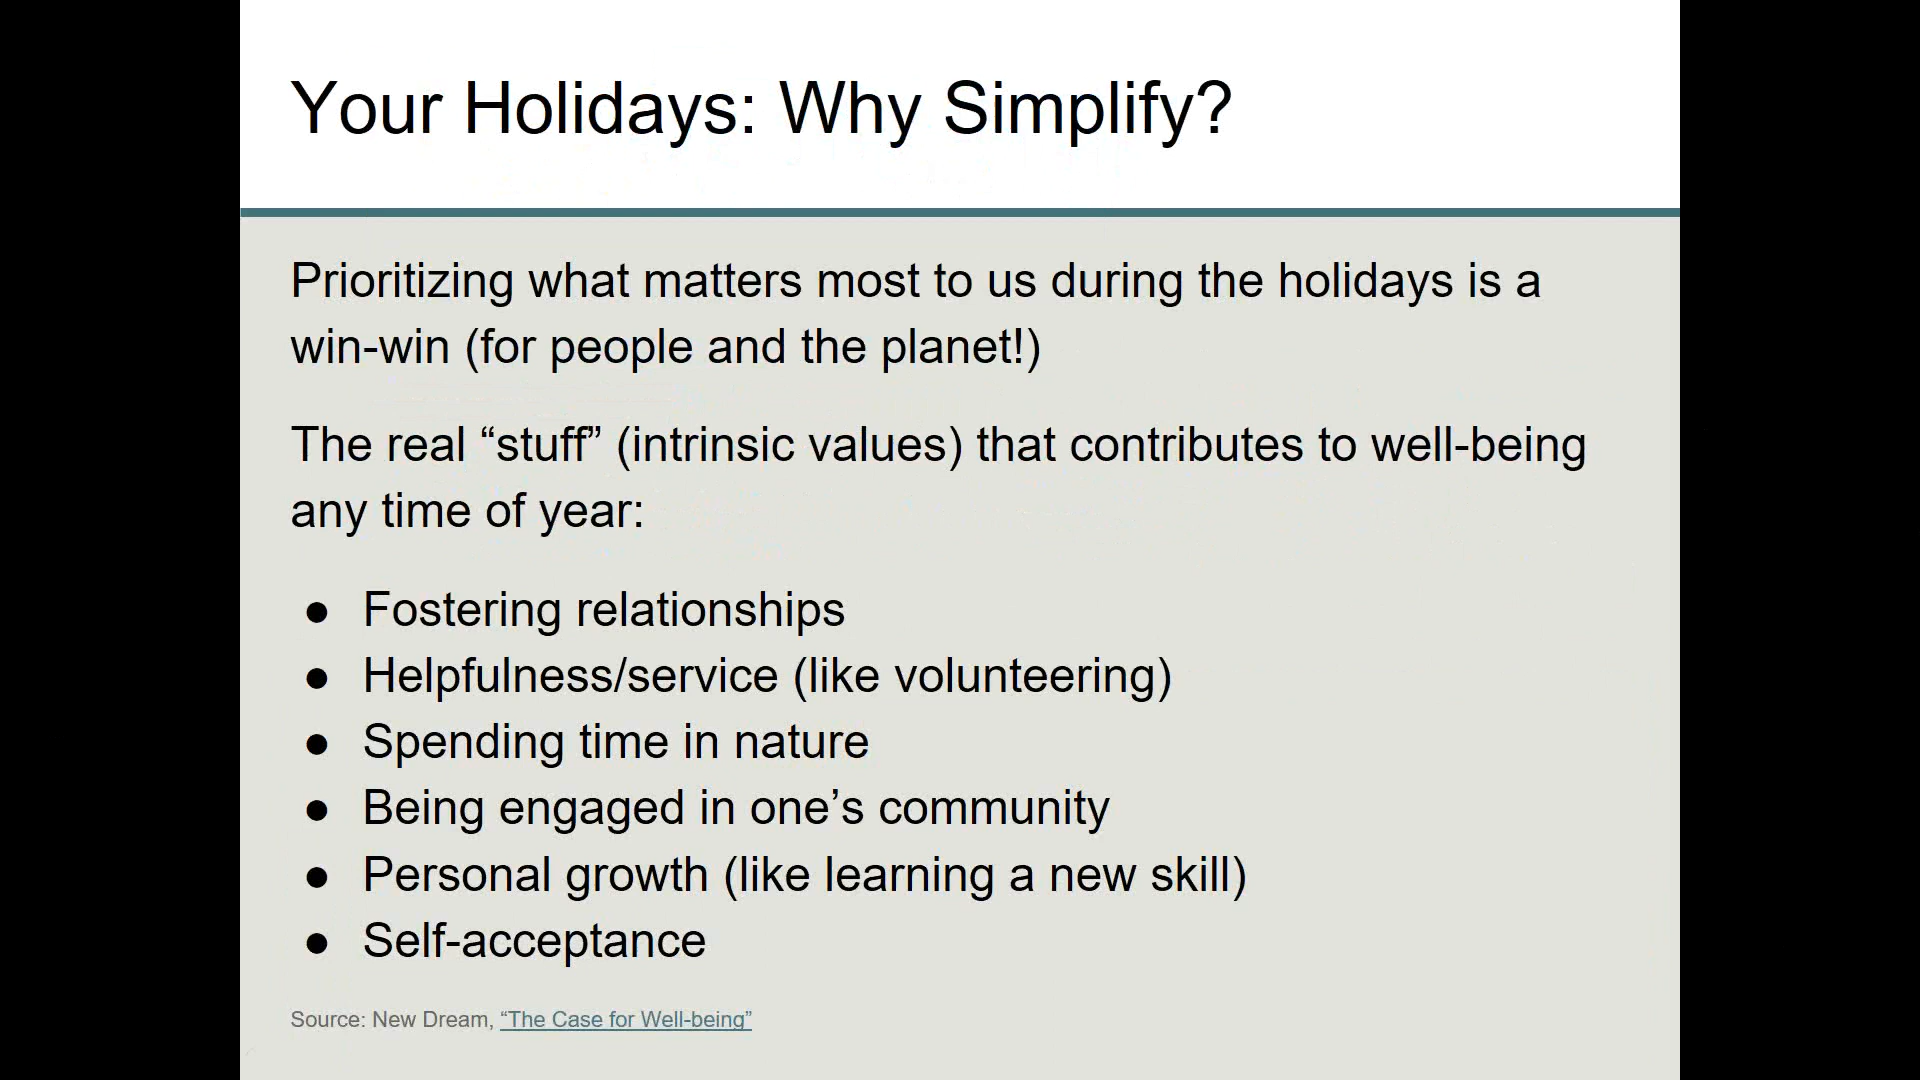 Your Holidays: Why Simplify?
Prioritizing what matters most to us during the holidays is a
win-win (for people and the planet!)
The real “stuff” (intrinsic values) that contributes to well-being
any time of year:
● Fostering relationships
● Helpfulness/service (like volunteering)
● Spending time in nature
● Being engaged in one’s community
● Personal growth (like learning a new skill)
● Self-acceptance
Source: New Dream, “The Case for Well-being”